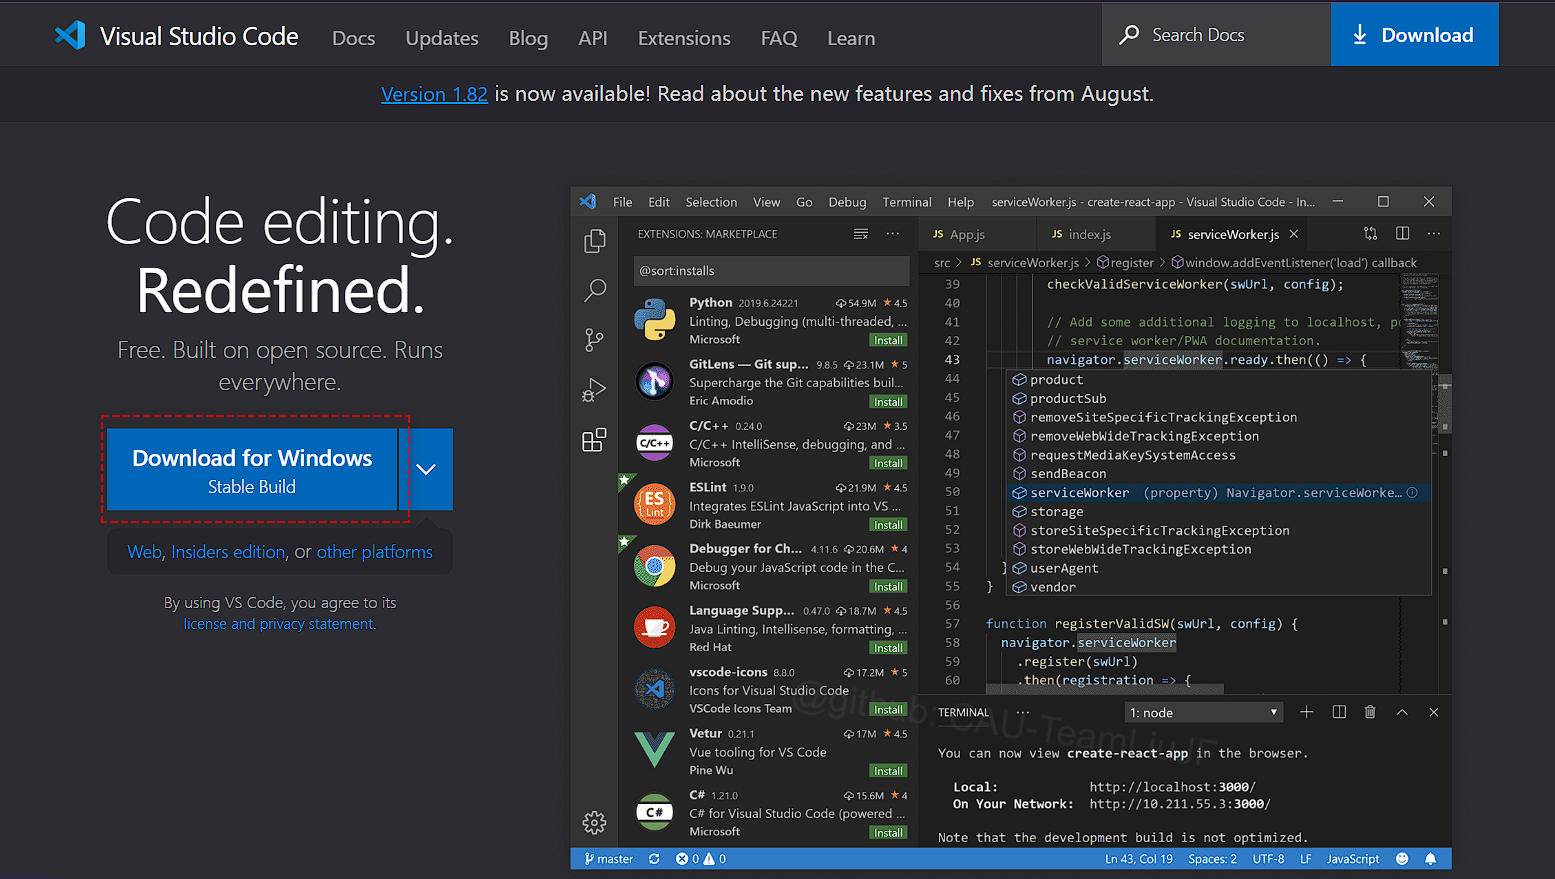 Visual Studio Code Docs Updates Blog API Extensions FAQ Learn Search Docs Download
Version 1.82 is now available! Read about the new features and fixes from August.
Code editing.
Redefined.
Free. Built on open source. Runs
everywhere.
Download for Windows
Stable Build
Web, Insiders edition, or other platforms
By using VS Code, you agree to its
license and privacy statement.
File Edit Selection View Go Debug Terminal Help serviceWorker.js - create-react-app - Visual Studio Code - In...
EXTENSIONS: MARKETPLACE ···
@sort:installs
Python 2019.6.24221 54.9M ★ 4.5
Linting, Debugging (multi-threaded, ...
Microsoft Install
GitLens — Git sup... 9.8.5 23.1M ★ 5
Supercharge the Git capabilities buil...
Eric Amodio Install
C/C++ 0.24.0 23M ★ 3.5
C/C++
C/C++ IntelliSense, debugging, and ...
Microsoft Install
ESLint 1.9.0 21.9M ★ 4.5
ES
Lint
Integrates ESLint JavaScript into VS ...
Dirk Baeumer Install
Debugger for Ch... 4.11.6 20.6M ★ 4
Debug your JavaScript code in the C...
Microsoft Install
Language Supp... 0.47.0 18.7M ★ 4.5
Java Linting, Intellisense, formatting, ...
Red Hat Install
vscode-icons 8.8.0 17.2M ★ 5
Icons for Visual Studio Code
VSCode Icons Team Install
Vetur 0.21.1 17M ★ 4.5
Vue tooling for VS Code
Pine Wu Install
C# 1.21.0 15.6M ★ 4
C#
C# for Visual Studio Code (powered ...
Microsoft Install
JS App.js JS index.js JS serviceWorker.js ···
src > JS serviceWorker.js > register > window.addEventListener('load') callback
39 checkValidServiceWorker(swUrl, config);
40
41 // Add some additional logging to localhost, p
42 // service worker/PWA documentation.
43 navigator.serviceWorker.ready.then(() => {
44 product
45 productSub
46 removeSiteSpecificTrackingException
47 removeWebWideTrackingException
48 requestMediaKeySystemAccess
49 sendBeacon
50 serviceWorker (property) Navigator.serviceWorke...
51 storage
52 storeSiteSpecificTrackingException
53 storeWebWideTrackingException
54 } userAgent
55 } vendor
56
57 function registerValidSW(swUrl, config) {
58 navigator.serviceWorker
59 .register(swUrl)
60 .then(registration => {
TERMINAL ··· 1: node
You can now view create-react-app in the browser.
Local: http://localhost:3000/
On Your Network: http://10.211.55.3:3000/
Note that the development build is not optimized.
master 0 0 Ln 43, Col 19 Spaces: 2 UTF-8 LF JavaScript
@github: CAU-TeamLiuJF